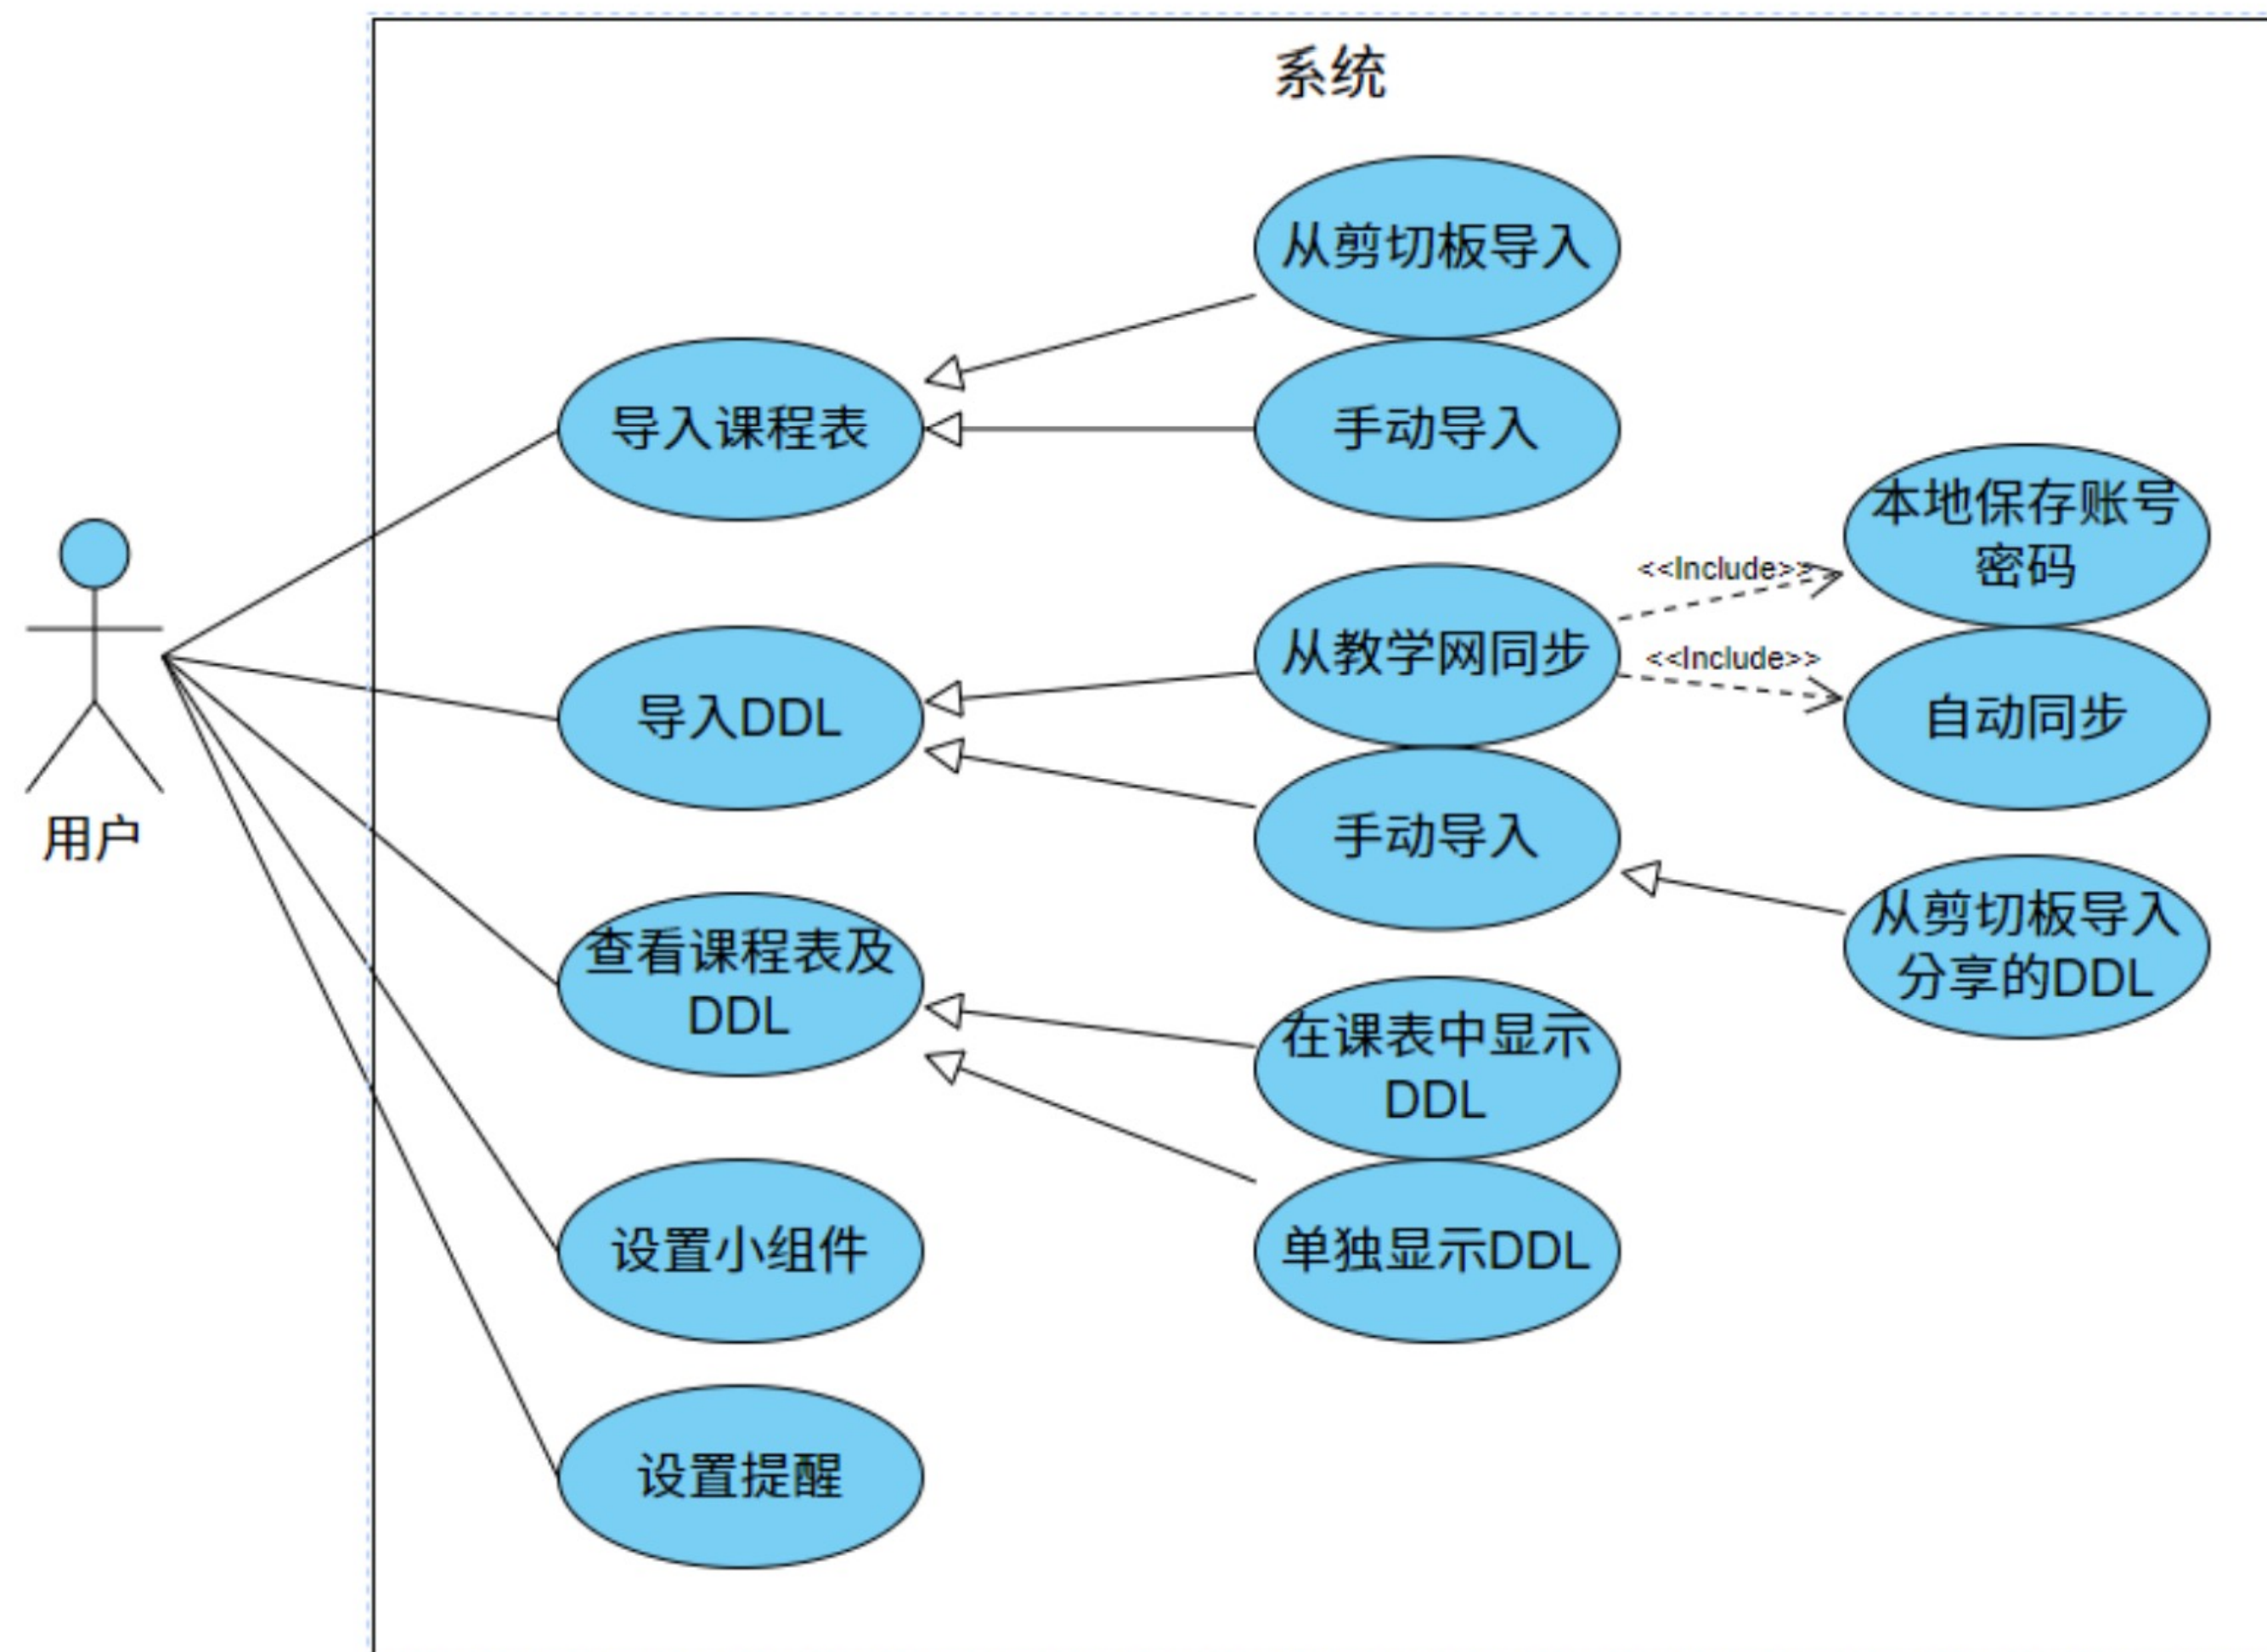 系统
从剪切板导入
导入课程表
手动导入
本地保存账号
密码
<<Include>>
从教学网同步
<<Include>>
自动同步
导入DDL
手动导入
用户
从剪切板导入
分享的DDL
查看课程表及
DDL
在课表中显示
DDL
设置小组件
单独显示DDL
设置提醒